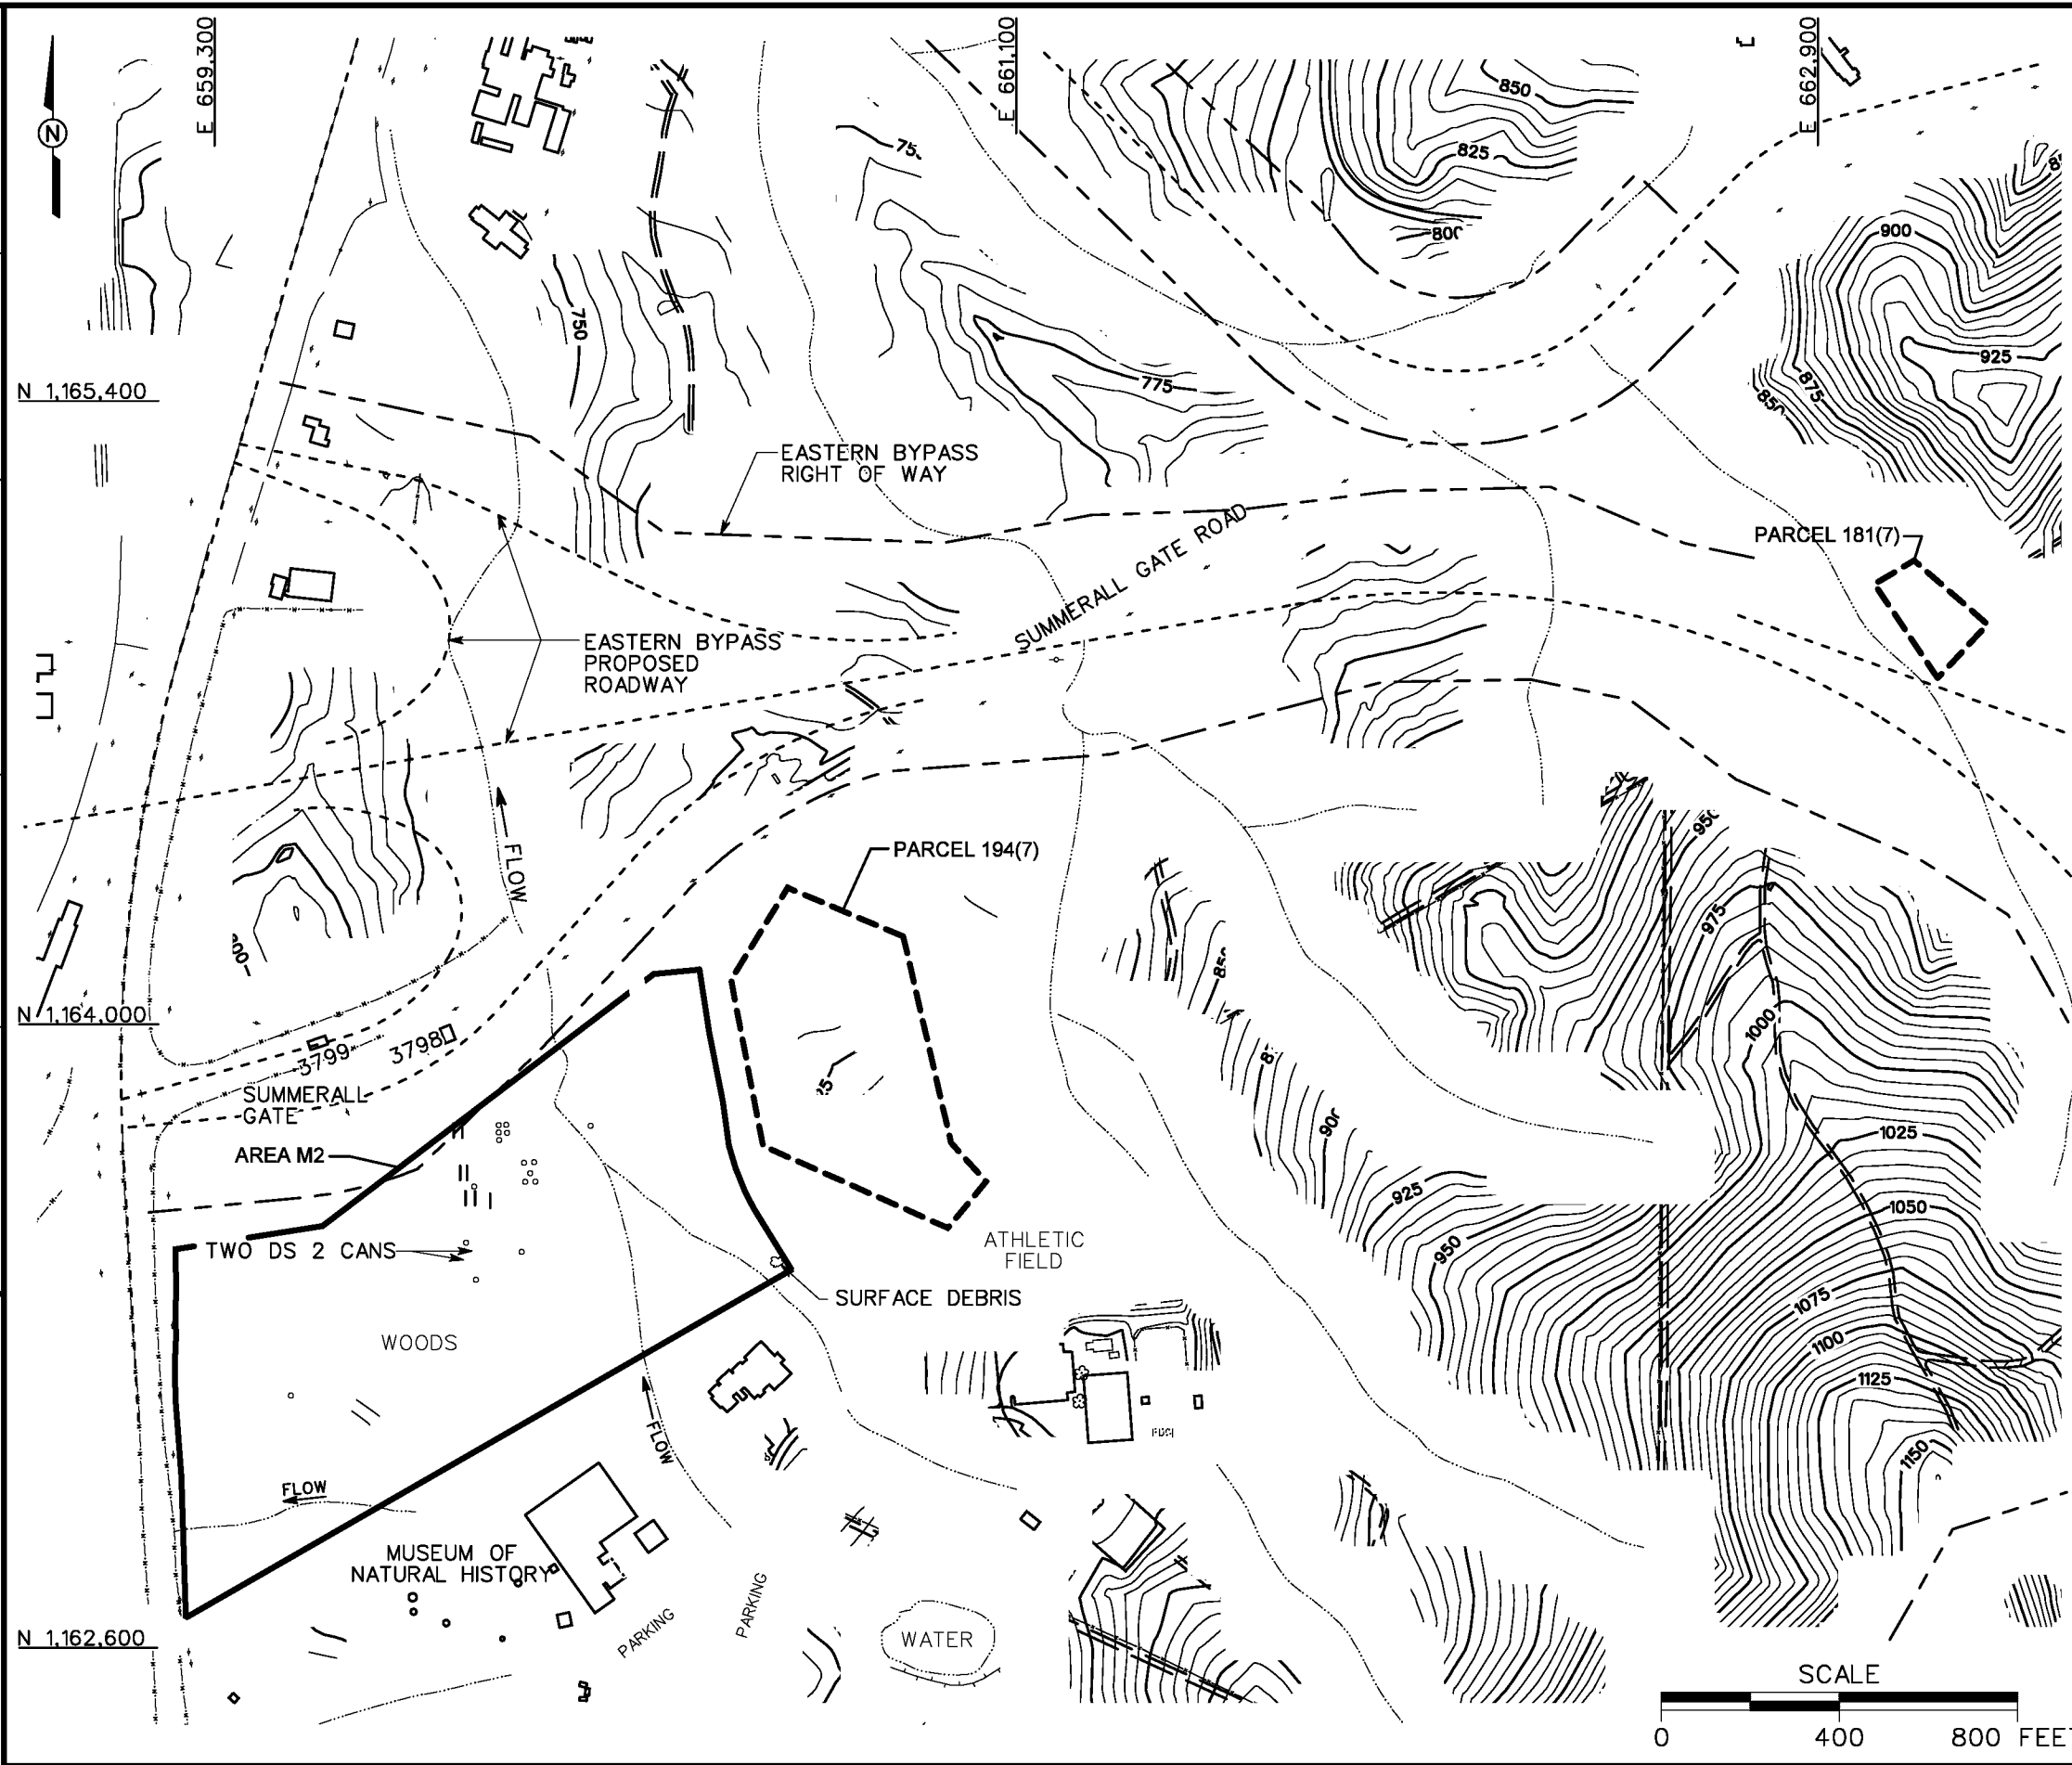 E 659,300
E 661,100
E 662,900
N
850
825
800
75
900
750
775
925
875
850
N 1,165,400
EASTERN BYPASS
RIGHT OF WAY
SUMMERALL GATE ROAD
PARCEL 181(7)
EASTERN BYPASS
PROPOSED
ROADWAY
FLOW
PARCEL 194(7)
950
975
1000
N 1,164,000
3799
3798
SUMMERALL
GATE
AREA M2
1025
925
1050
950
TWO DS 2 CANS
ATHLETIC
FIELD
SURFACE DEBRIS
1075
WOODS
1100
1125
1150
FLOW
FLOW
MUSEUM OF
NATURAL HISTORY
PARKING
PARKING
WATER
N 1,162,600
SCALE
0 400 800 FEET